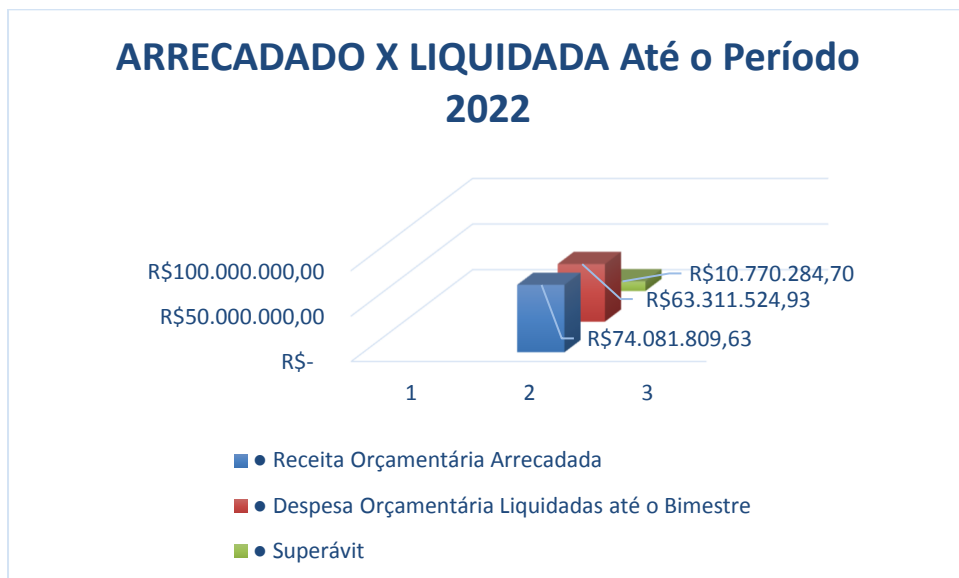 ARRECADADO X LIQUIDADA Até o Período
2022
R$100.000.000,00
R$50.000.000,00
R$-
R$10.770.284,70
R$63.311.524,93
R$74.081.809,63
1 2 3
● Receita Orçamentária Arrecadada
● Despesa Orçamentária Liquidadas até o Bimestre
● Superávit